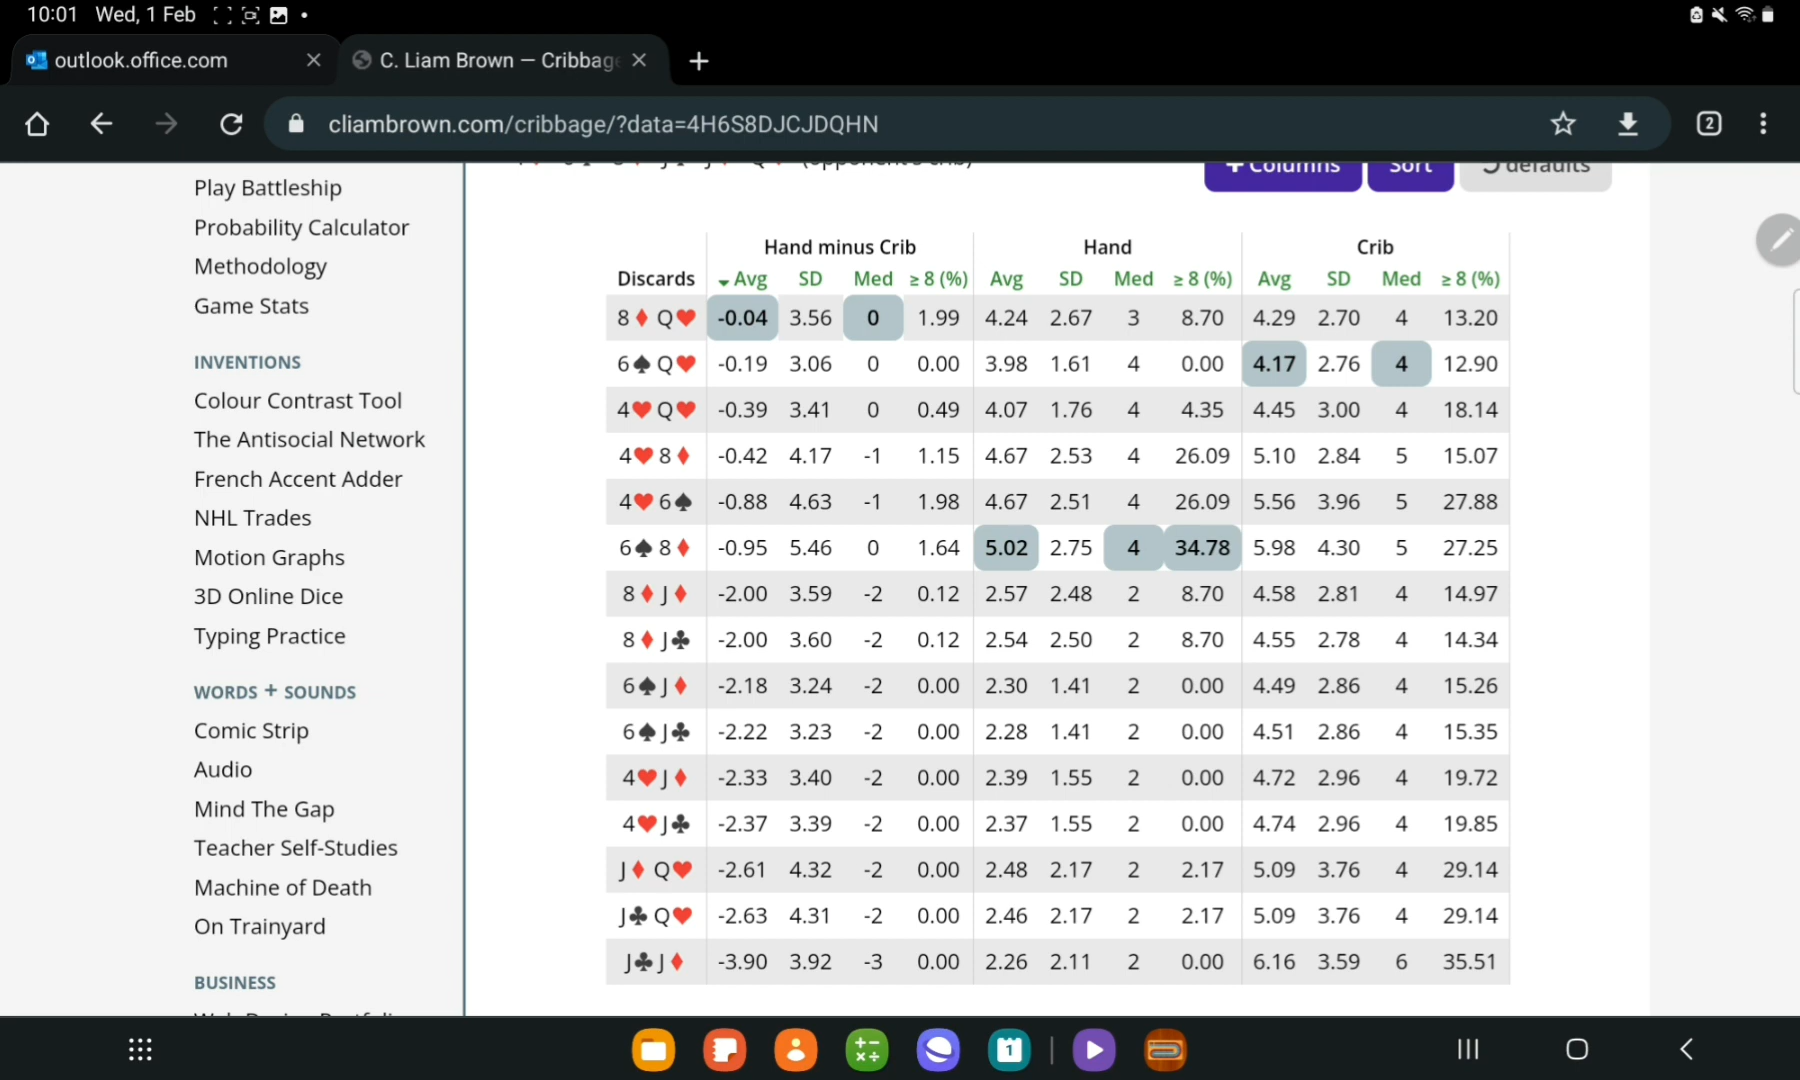 10:01 Wed, 1 Feb
outlook.office.com
C. Liam Brown — Cribbage
cliambrown.com/cribbage/?data=4H6S8DJCJDQHN
2
(opponent's crib)
+ Columns
Sort
defaults
Play Battleship
Probability Calculator
Methodology
Game Stats
INVENTIONS
Colour Contrast Tool
The Antisocial Network
French Accent Adder
NHL Trades
Motion Graphs
3D Online Dice
Typing Practice
WORDS + SOUNDS
Comic Strip
Audio
Mind The Gap
Teacher Self-Studies
Machine of Death
On Trainyard
BUSINESS
Hand minus Crib Hand Crib
Discards Avg SD Med ≥ 8 (%) Avg SD Med ≥ 8 (%) Avg SD Med ≥ 8 (%)
8♦ Q♥ -0.04 3.56 0 1.99 4.24 2.67 3 8.70 4.29 2.70 4 13.20
6♠ Q♥ -0.19 3.06 0 0.00 3.98 1.61 4 0.00 4.17 2.76 4 12.90
4♥ Q♥ -0.39 3.41 0 0.49 4.07 1.76 4 4.35 4.45 3.00 4 18.14
4♥ 8♦ -0.42 4.17 -1 1.15 4.67 2.53 4 26.09 5.10 2.84 5 15.07
4♥ 6♠ -0.88 4.63 -1 1.98 4.67 2.51 4 26.09 5.56 3.96 5 27.88
6♠ 8♦ -0.95 5.46 0 1.64 5.02 2.75 4 34.78 5.98 4.30 5 27.25
8♦ J♦ -2.00 3.59 -2 0.12 2.57 2.48 2 8.70 4.58 2.81 4 14.97
8♦ J♣ -2.00 3.60 -2 0.12 2.54 2.50 2 8.70 4.55 2.78 4 14.34
6♠ J♦ -2.18 3.24 -2 0.00 2.30 1.41 2 0.00 4.49 2.86 4 15.26
6♠ J♣ -2.22 3.23 -2 0.00 2.28 1.41 2 0.00 4.51 2.86 4 15.35
4♥ J♦ -2.33 3.40 -2 0.00 2.39 1.55 2 0.00 4.72 2.96 4 19.72
4♥ J♣ -2.37 3.39 -2 0.00 2.37 1.55 2 0.00 4.74 2.96 4 19.85
J♦ Q♥ -2.61 4.32 -2 0.00 2.48 2.17 2 2.17 5.09 3.76 4 29.14
J♣ Q♥ -2.63 4.31 -2 0.00 2.46 2.17 2 2.17 5.09 3.76 4 29.14
J♣ J♦ -3.90 3.92 -3 0.00 2.26 2.11 2 0.00 6.16 3.59 6 35.51
1